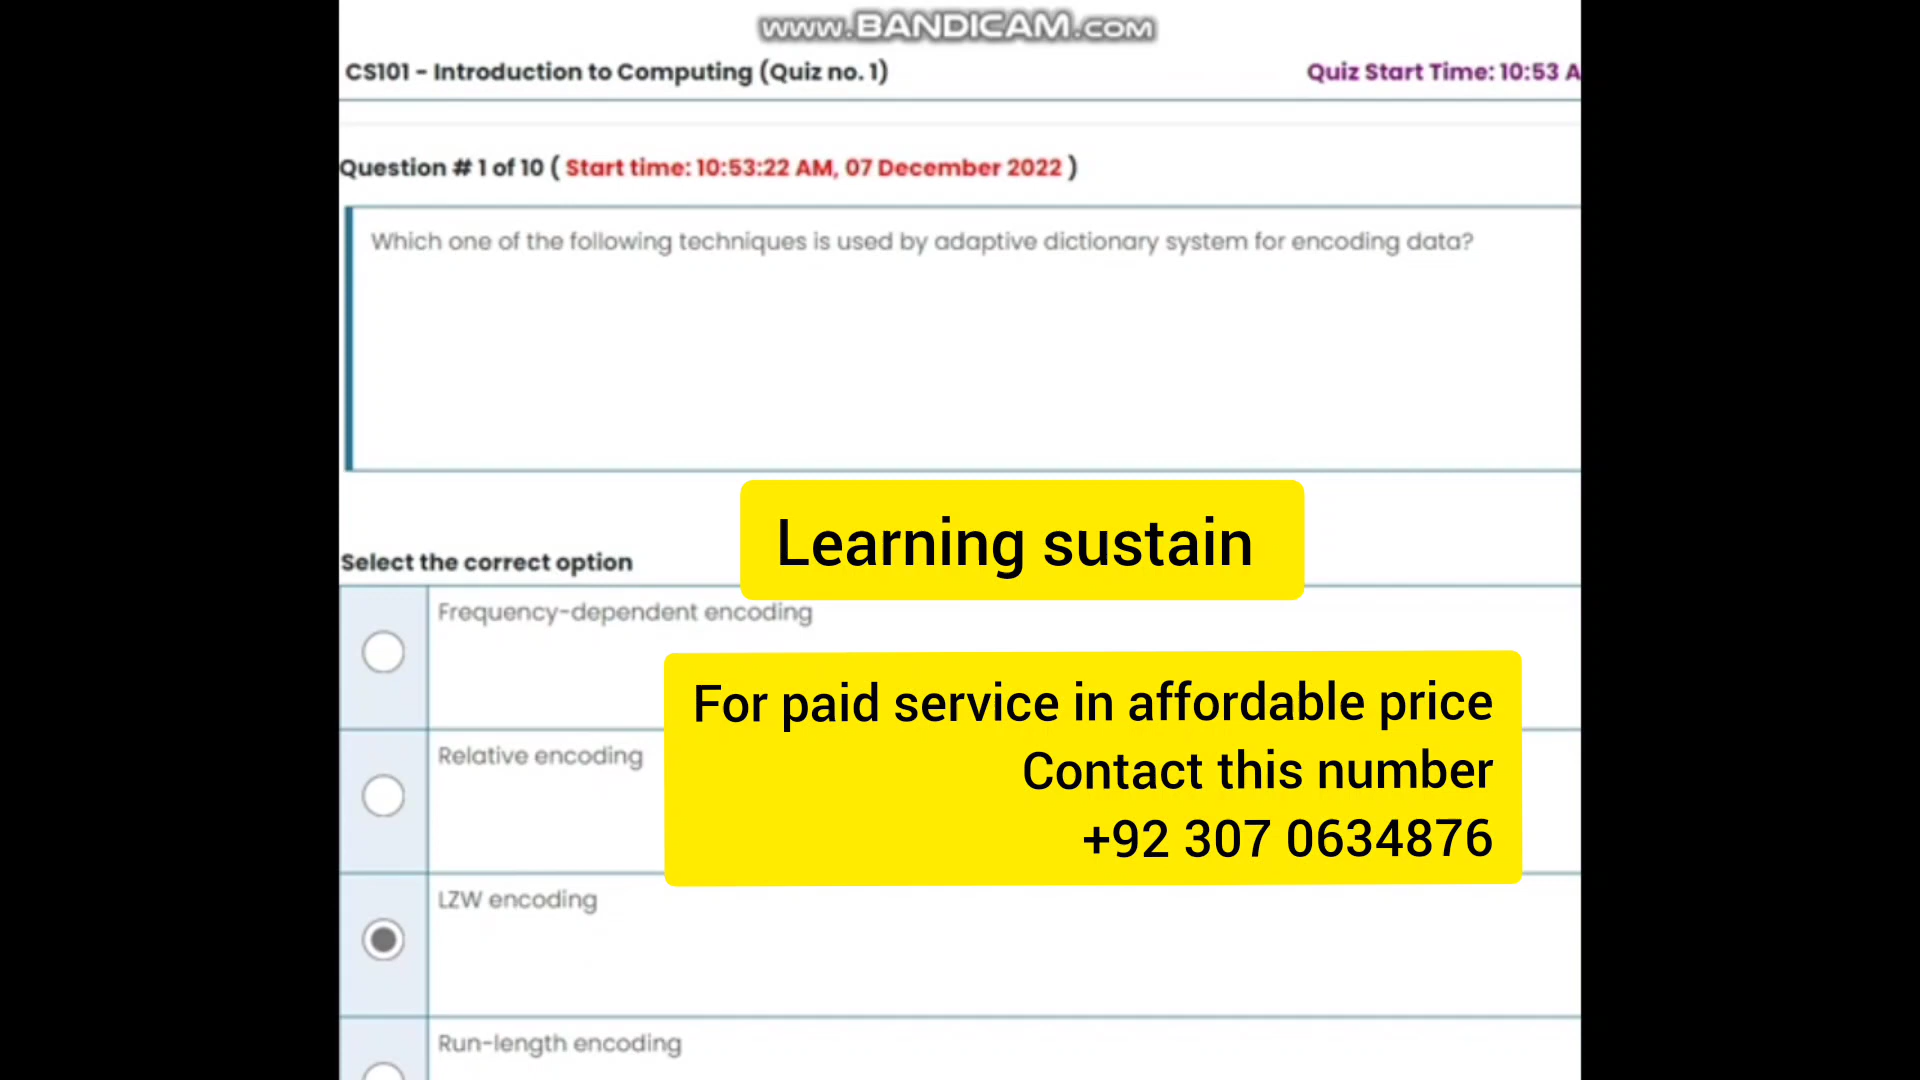 www.BANDICAM.COM
CS101 - Introduction to Computing (Quiz no. 1)
Quiz Start Time: 10:53 A
Question # 1 of 10 ( Start time: 10:53:22 AM, 07 December 2022 )
Which one of the following techniques is used by adaptive dictionary system for encoding data?
Learning sustain
Select the correct option
Frequency-dependent encoding
For paid service in affordable price
Relative encoding
Contact this number
+92 307 0634876
LZW encoding
Run-length encoding